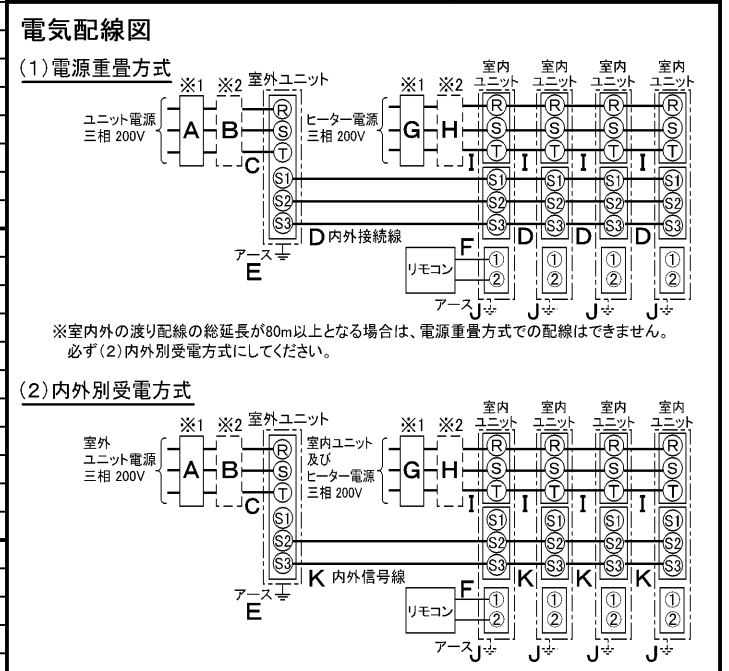 電気配線図
(1)電源重畳方式
※1 ※2 室外ユニット
ユニット電源
三相 200V
A B C
R
S
T
S1
S2
S3
アース
E
※1 ※2
ヒーター電源
三相 200V
G H
室内ユニット 室内ユニット 室内ユニット 室内ユニット
R R R R
S S S S
T T T T
I I I I
S1 S1 S1 S1
S2 S2 S2 S2
S3 S3 S3 S3
D 内外接続線 D D D
リモコン F
① ① ① ①
② ② ② ②
アース J J J J
※室内外の渡り配線の総延長が80m以上となる場合は、電源重畳方式での配線はできません。
必ず(2)内外別受電方式にしてください。
(2)内外別受電方式
※1 ※2 室外ユニット
室外
ユニット電源
三相 200V
A B C
R
S
T
S1
S2
S3
アース
E
※1 ※2
室内ユニット
及び
ヒーター電源
三相 200V
G H
室内ユニット 室内ユニット 室内ユニット 室内ユニット
R R R R
S S S S
T T T T
I I I I
S1 S1 S1 S1
S2 S2 S2 S2
S3 S3 S3 S3
K 内外信号線 K K K
リモコン F
① ① ① ①
② ② ② ②
アース J J J J